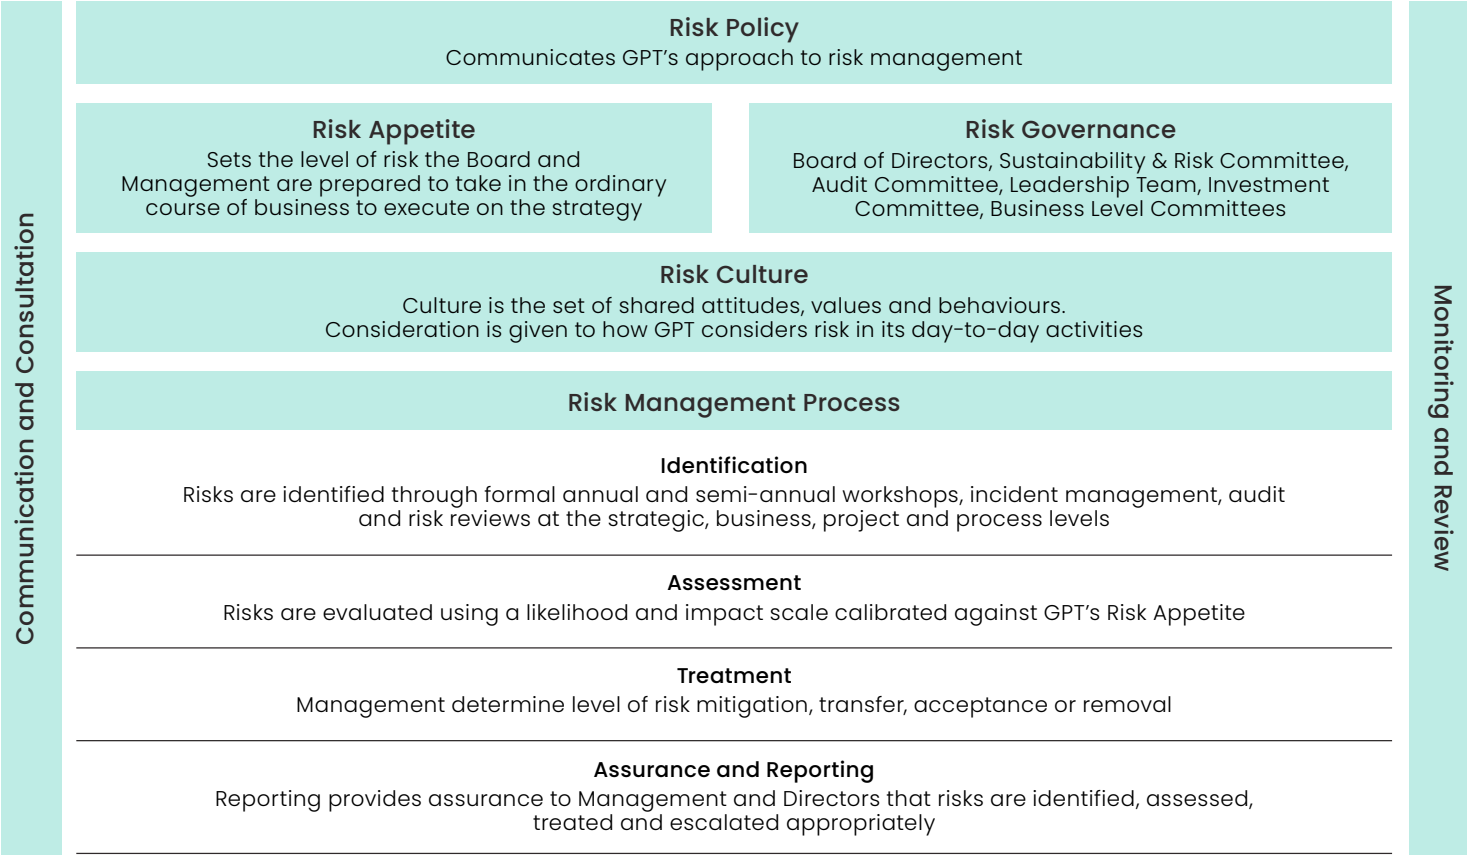 Communication and Consultation
Risk Policy
Communicates GPT’s approach to risk management
Risk Appetite
Sets the level of risk the Board and
Management are prepared to take in the ordinary
course of business to execute on the strategy
Risk Governance
Board of Directors, Sustainability & Risk Committee,
Audit Committee, Leadership Team, Investment
Committee, Business Level Committees
Risk Culture
Culture is the set of shared attitudes, values and behaviours.
Consideration is given to how GPT considers risk in its day-to-day activities
Risk Management Process
Identification
Risks are identified through formal annual and semi-annual workshops, incident management, audit
and risk reviews at the strategic, business, project and process levels
Assessment
Risks are evaluated using a likelihood and impact scale calibrated against GPT’s Risk Appetite
Treatment
Management determine level of risk mitigation, transfer, acceptance or removal
Assurance and Reporting
Reporting provides assurance to Management and Directors that risks are identified, assessed,
treated and escalated appropriately
Monitoring and Review